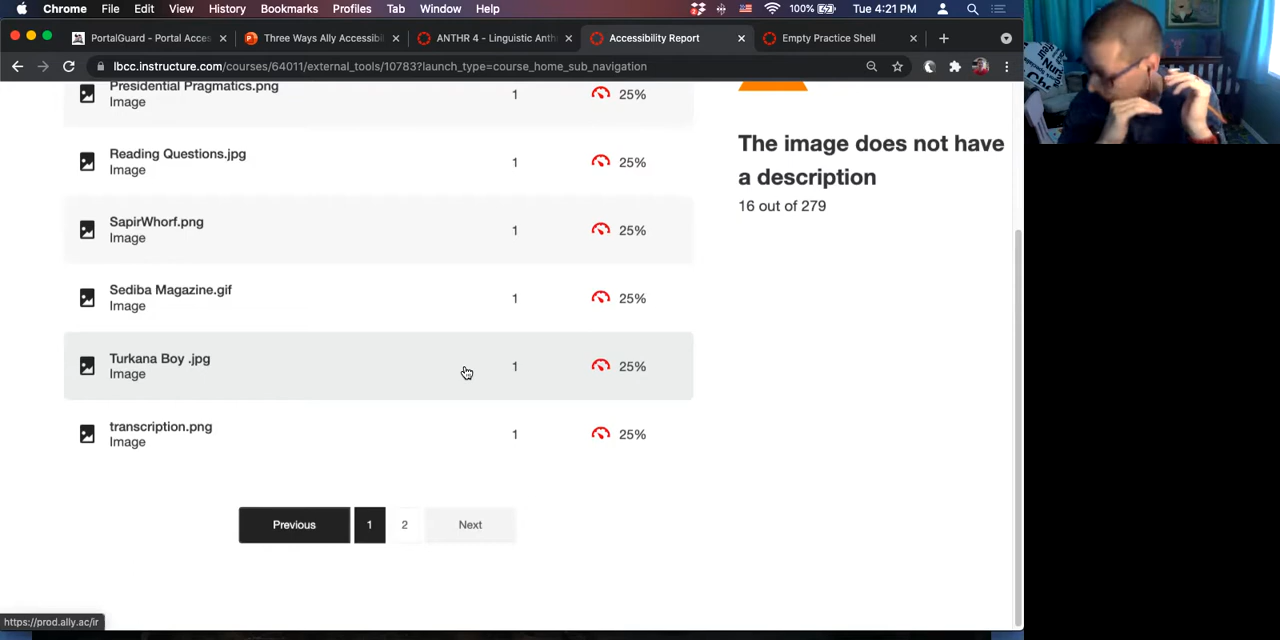 Chrome File Edit View History Bookmarks Profiles Tab Window Help 100% Tue 4:21 PM
PortalGuard - Portal Acces Three Ways Ally Accessibi ANTHR 4 - Linguistic Anth Accessibility Report Empty Practice Shell
lbcc.instructure.com/courses/64011/external_tools/10783?launch_type=course_home_sub_navigation
Presidential Pragmatics.png 1 25%
Image
The image does not have
a description
16 out of 279
Reading Questions.jpg 1 25%
Image
SapirWhorf.png 1 25%
Image
Sediba Magazine.gif 1 25%
Image
Turkana Boy .jpg 1 25%
Image
transcription.png 1 25%
Image
Previous 1 2 Next
https://prod.ally.ac/ir